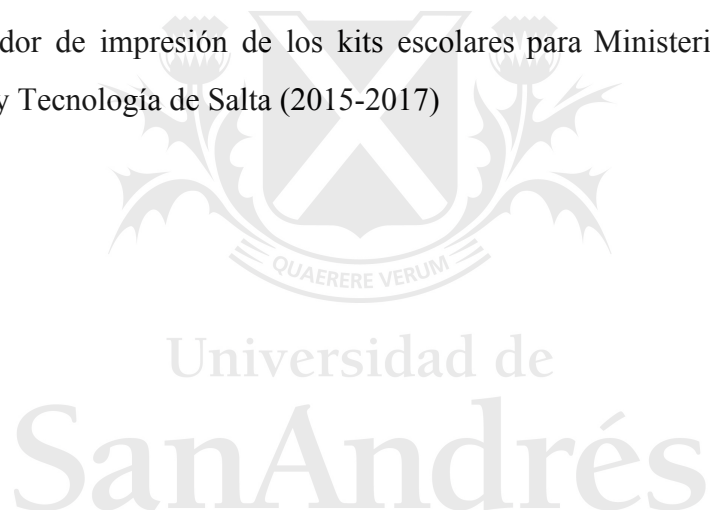 dor de impresión de los kits escolares para Ministeri
y Tecnología de Salta (2015-2017)
QUAERERE VERUM
Universidad de
SanAndrés